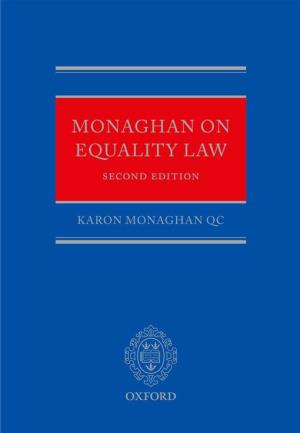 MONAGHAN ON
EQUALITY LAW
SECOND EDITION
KARON MONAGHAN QC
OXFORD